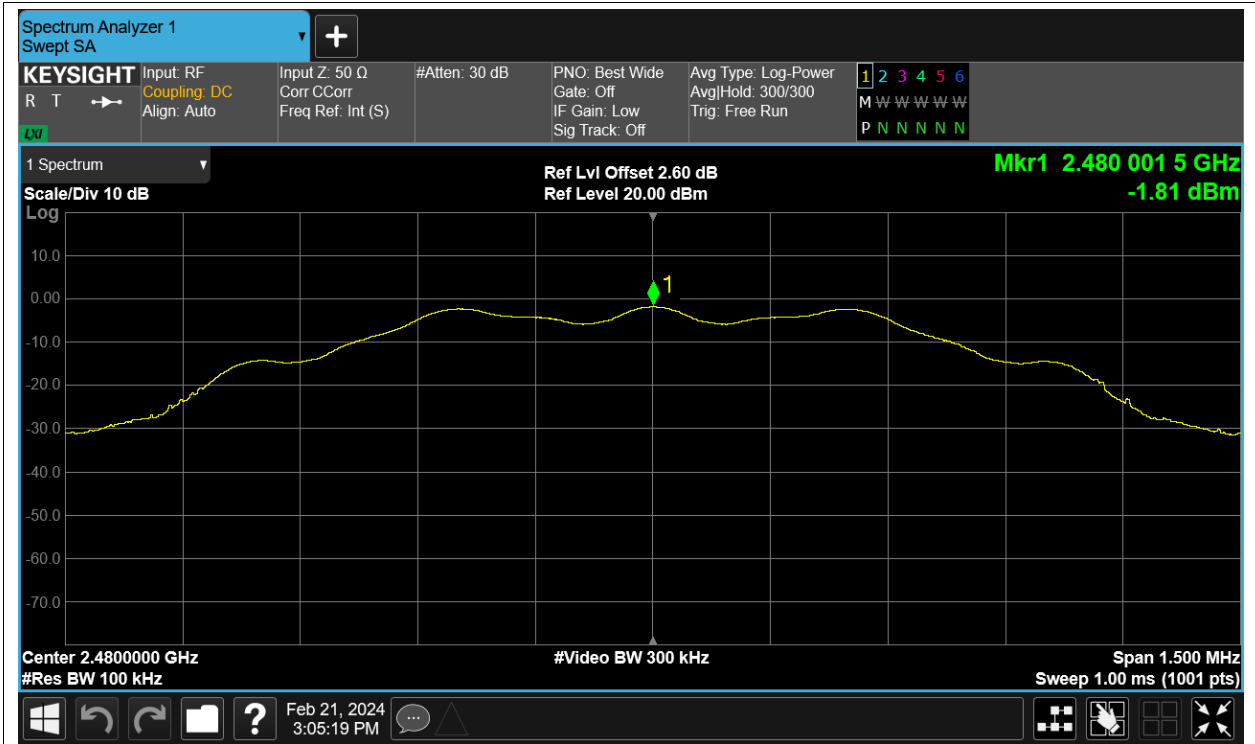 Spectrum Analyzer 1
Swept SA
KEYSIGHT
R T
LXI
Input: RF
Coupling: DC
Align: Auto
Input Z: 50 Ω
Corr CCorr
Freq Ref: Int (S)
#Atten: 30 dB
PNO: Best Wide
Gate: Off
IF Gain: Low
Sig Track: Off
Avg Type: Log-Power
Avg|Hold: 300/300
Trig: Free Run
1 2 3 4 5 6
M W W W W W
P N N N N N
1 Spectrum
Scale/Div 10 dB
Ref Lvl Offset 2.60 dB
Ref Level 20.00 dBm
Mkr1 2.480 001 5 GHz
-1.81 dBm
Log
10.0
0.00
-10.0
-20.0
-30.0
-40.0
-50.0
-60.0
-70.0
1
Center 2.4800000 GHz
#Res BW 100 kHz
#Video BW 300 kHz
Span 1.500 MHz
Sweep 1.00 ms (1001 pts)
?
Feb 21, 2024
3:05:19 PM